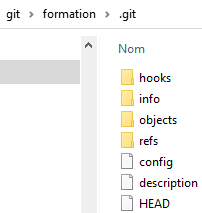 git > formation > .git
Nom
hooks
info
objects
refs
config
description
HEAD